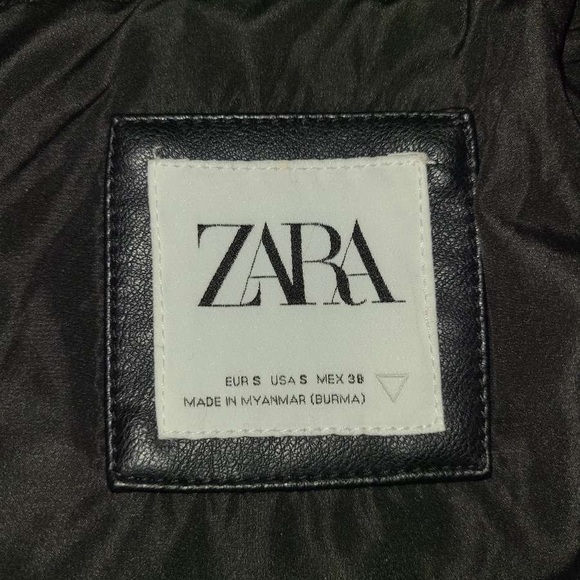 ZARA
EUR S USA S MEX 38
MADE IN MYANMAR (BURMA)